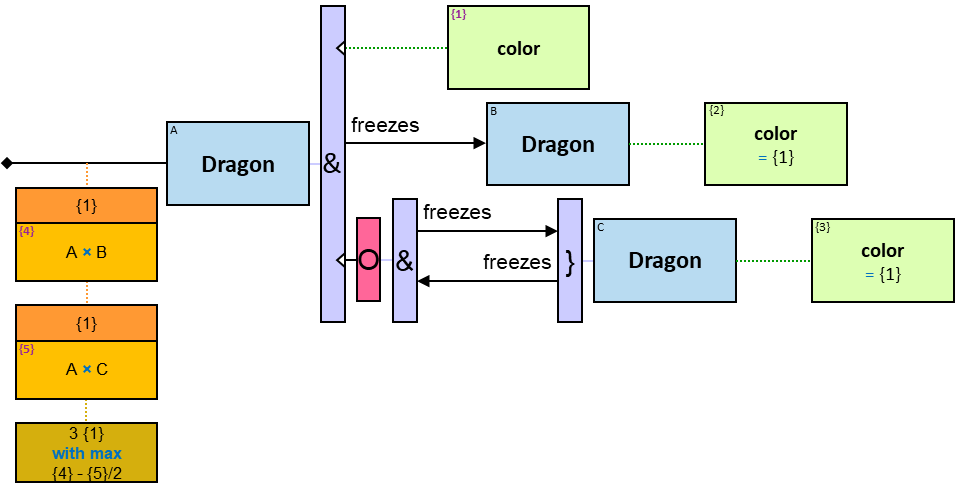 {1}
color
A
Dragon
&
freezes
B
Dragon
{2}
color
= {1}
{1}
{4}
A × B
O
&
freezes
freezes
}
C
Dragon
{3}
color
= {1}
{1}
{5}
A × C
3 {1}
with max
{4} - {5}/2